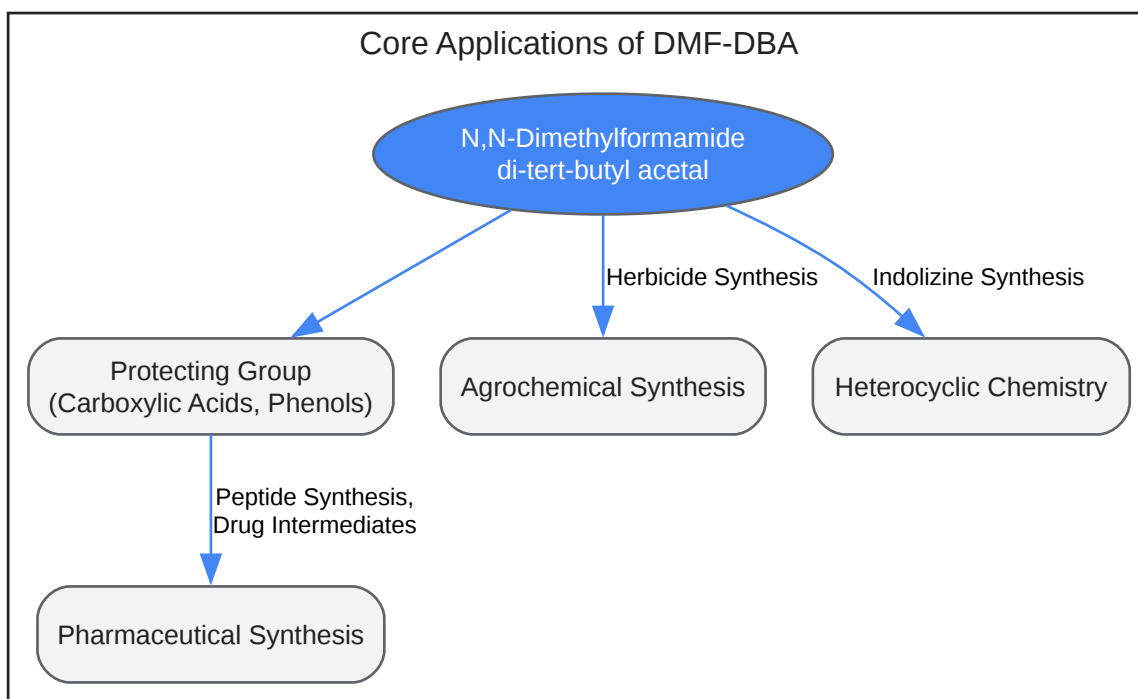 Core Applications of DMF-DBA
N,N-Dimethylformamide
di-tert-butyl acetal
Herbicide Synthesis
Indolizine Synthesis
Protecting Group
(Carboxylic Acids, Phenols)
Agrochemical Synthesis
Heterocyclic Chemistry
Peptide Synthesis,
Drug Intermediates
Pharmaceutical Synthesis